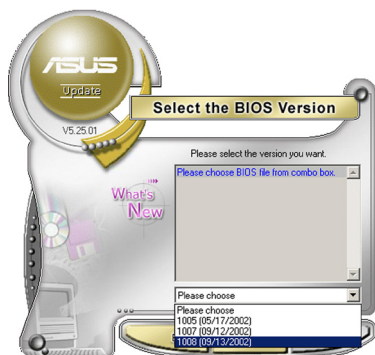 ASUS
Update
V5.25.01
Select the BIOS Version
Please select the version you want.
Please choose BIOS file from combo box.
What's
New
Please choose
Please choose
1005 (05/17/2002)
1007 (09/12/2002)
1008 (09/13/2002)